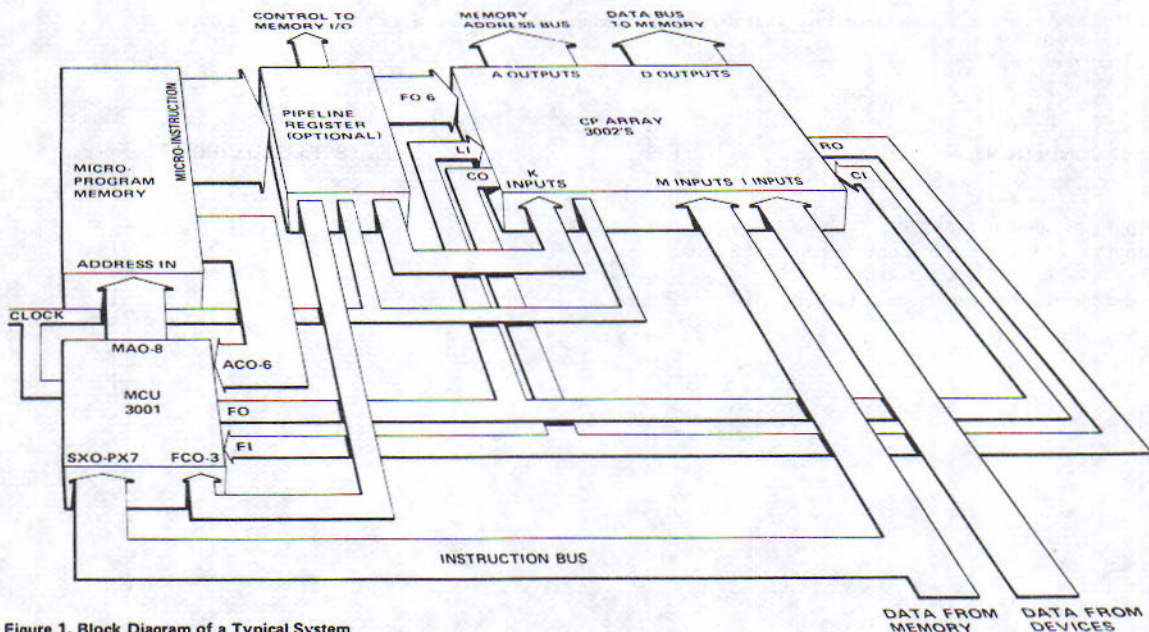 CONTROL TO
MEMORY I/O
MEMORY
ADDRESS BUS
DATA BUS
TO MEMORY
A OUTPUTS
D OUTPUTS
MICRO-INSTRUCTION
PIPELINE
REGISTER
(OPTIONAL)
FO 6
CP ARRAY
3002'S
LI
CO
K
INPUTS
M INPUTS
I INPUTS
RO
CI
MICRO-
PROGRAM
MEMORY
ADDRESS IN
CLOCK
MAO-8
ACO-6
MCU
3001
FO
FI
SXO-PX7
FCO-3
INSTRUCTION BUS
DATA FROM
MEMORY
DATA FROM
DEVICES
Figure 1. Block Diagram of a Typical System